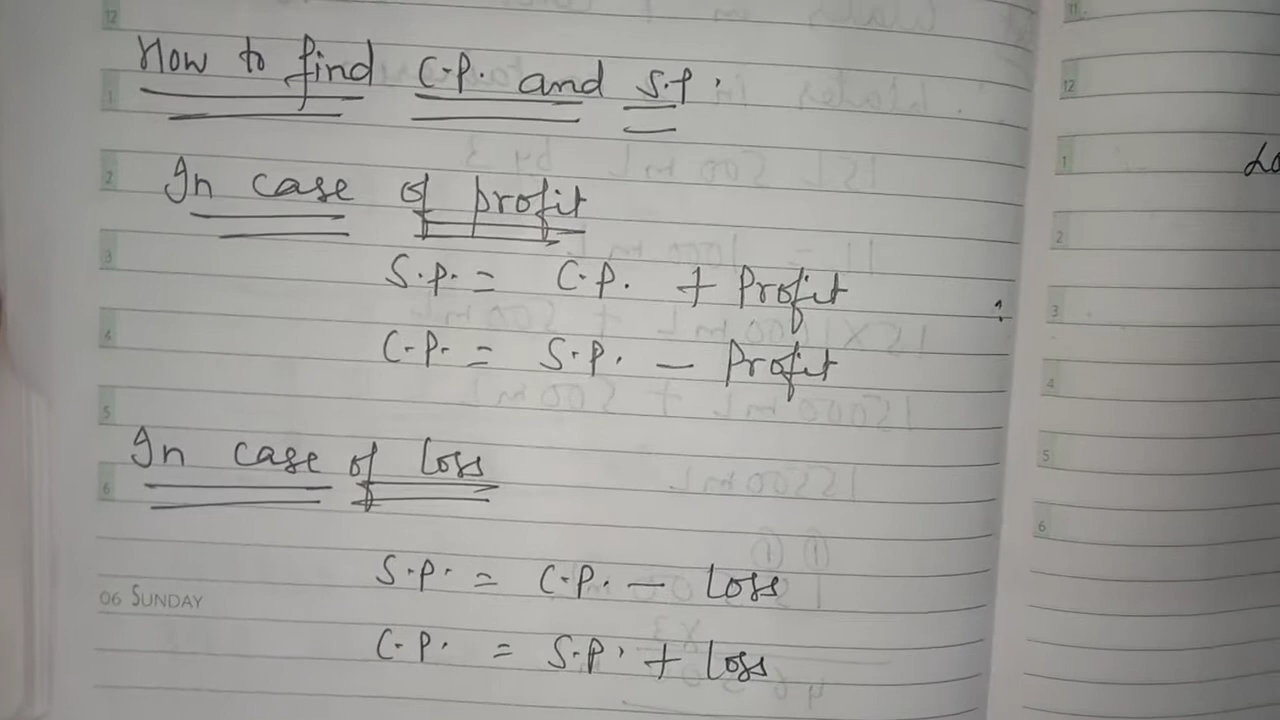 How to find C.P. and S.P.
In case of profit
S.P. = C.P. + Profit
C.P. = S.P. - Profit
In case of loss
S.P. = C.P. - Loss
06 SUNDAY
C.P. = S.P. + Loss